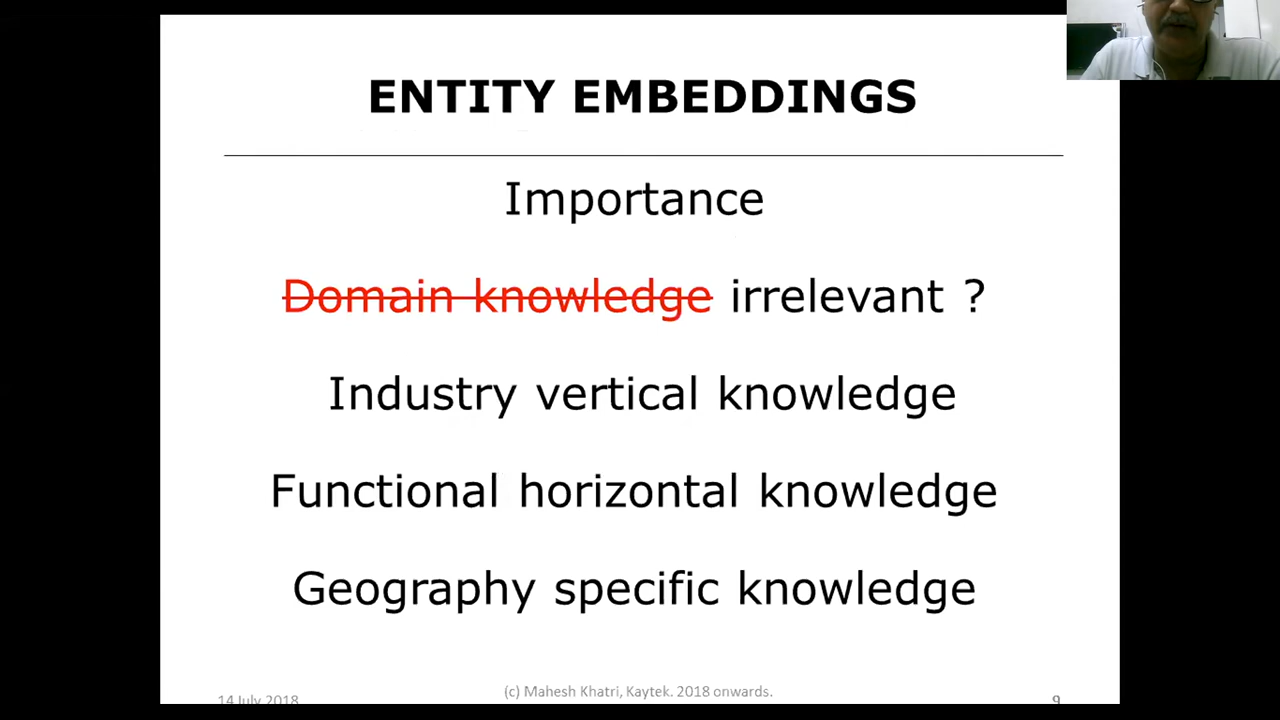 ENTITY EMBEDDINGS
Importance
Domain knowledge irrelevant ?
Industry vertical knowledge
Functional horizontal knowledge
Geography specific knowledge
14 July 2018
(c) Mahesh Khatri, Kaytek. 2018 onwards.
9